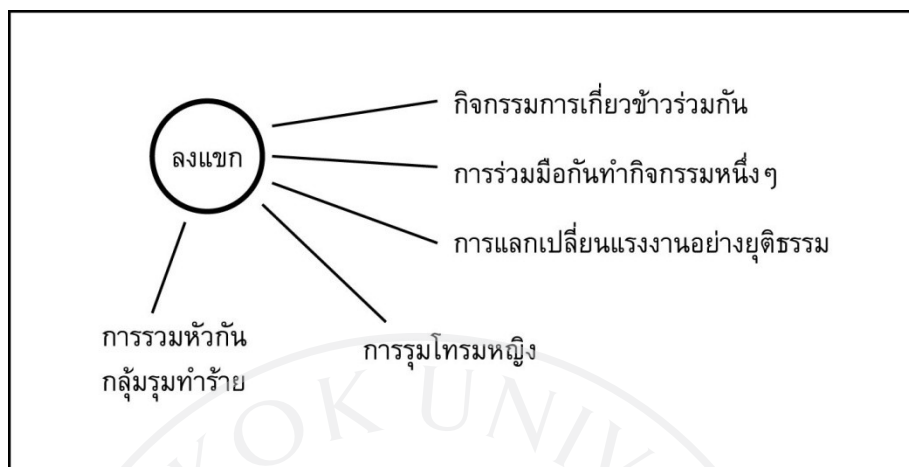 กิจกรรมการเกี่ยวข้าวร่วมกัน
ลงแขก
การร่วมมือกันทำกิจกรรมหนึ่งๆ
การแลกเปลี่ยนแรงงานอย่างยุติธรรม
การรวมหัวกัน
กลุ้มรุมทำร้าย
การรุมโทรมหญิง
OK UNIV